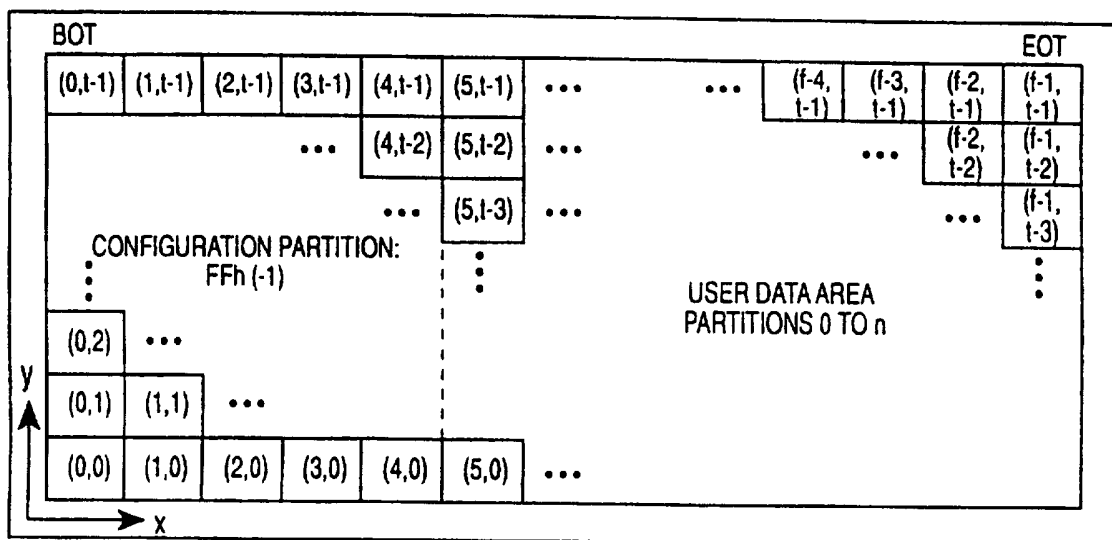 BOT EOT
(0,t-1) (1,t-1) (2,t-1) (3,t-1) (4,t-1) (5,t-1) ••• ••• (f-4, t-1) (f-3, t-1) (f-2, t-1) (f-1, t-1)
••• (4,t-2) (5,t-2) ••• ••• (f-2, t-2) (f-1, t-2)
••• (5,t-3) ••• ••• (f-1, t-3)
CONFIGURATION PARTITION:
FFh (-1)
USER DATA AREA
PARTITIONS 0 TO n
(0,2) •••
y
(0,1) (1,1) •••
(0,0) (1,0) (2,0) (3,0) (4,0) (5,0) •••
x